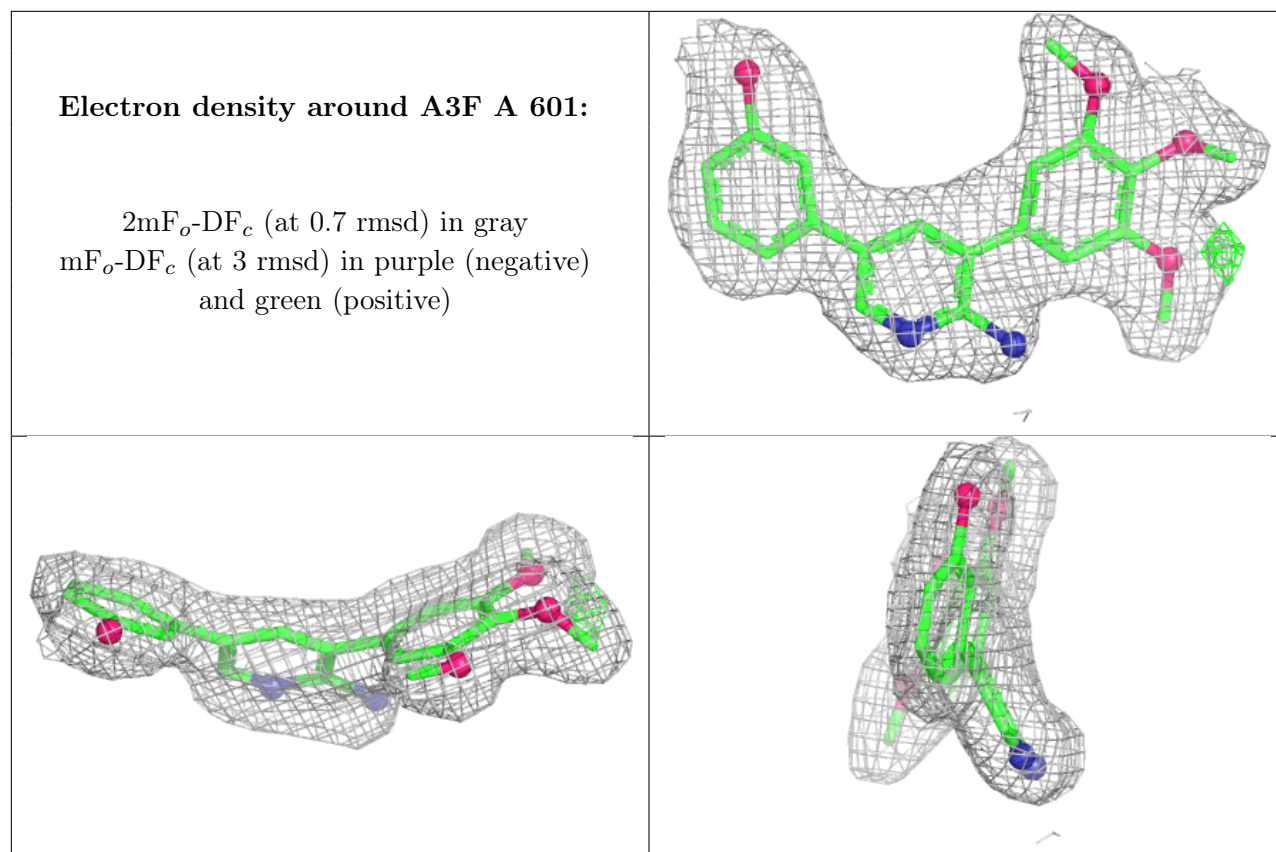 Electron density around A3F A 601:
2mFₒ-DF𝒸 (at 0.7 rmsd) in gray
mFₒ-DF𝒸 (at 3 rmsd) in purple (negative)
and green (positive)